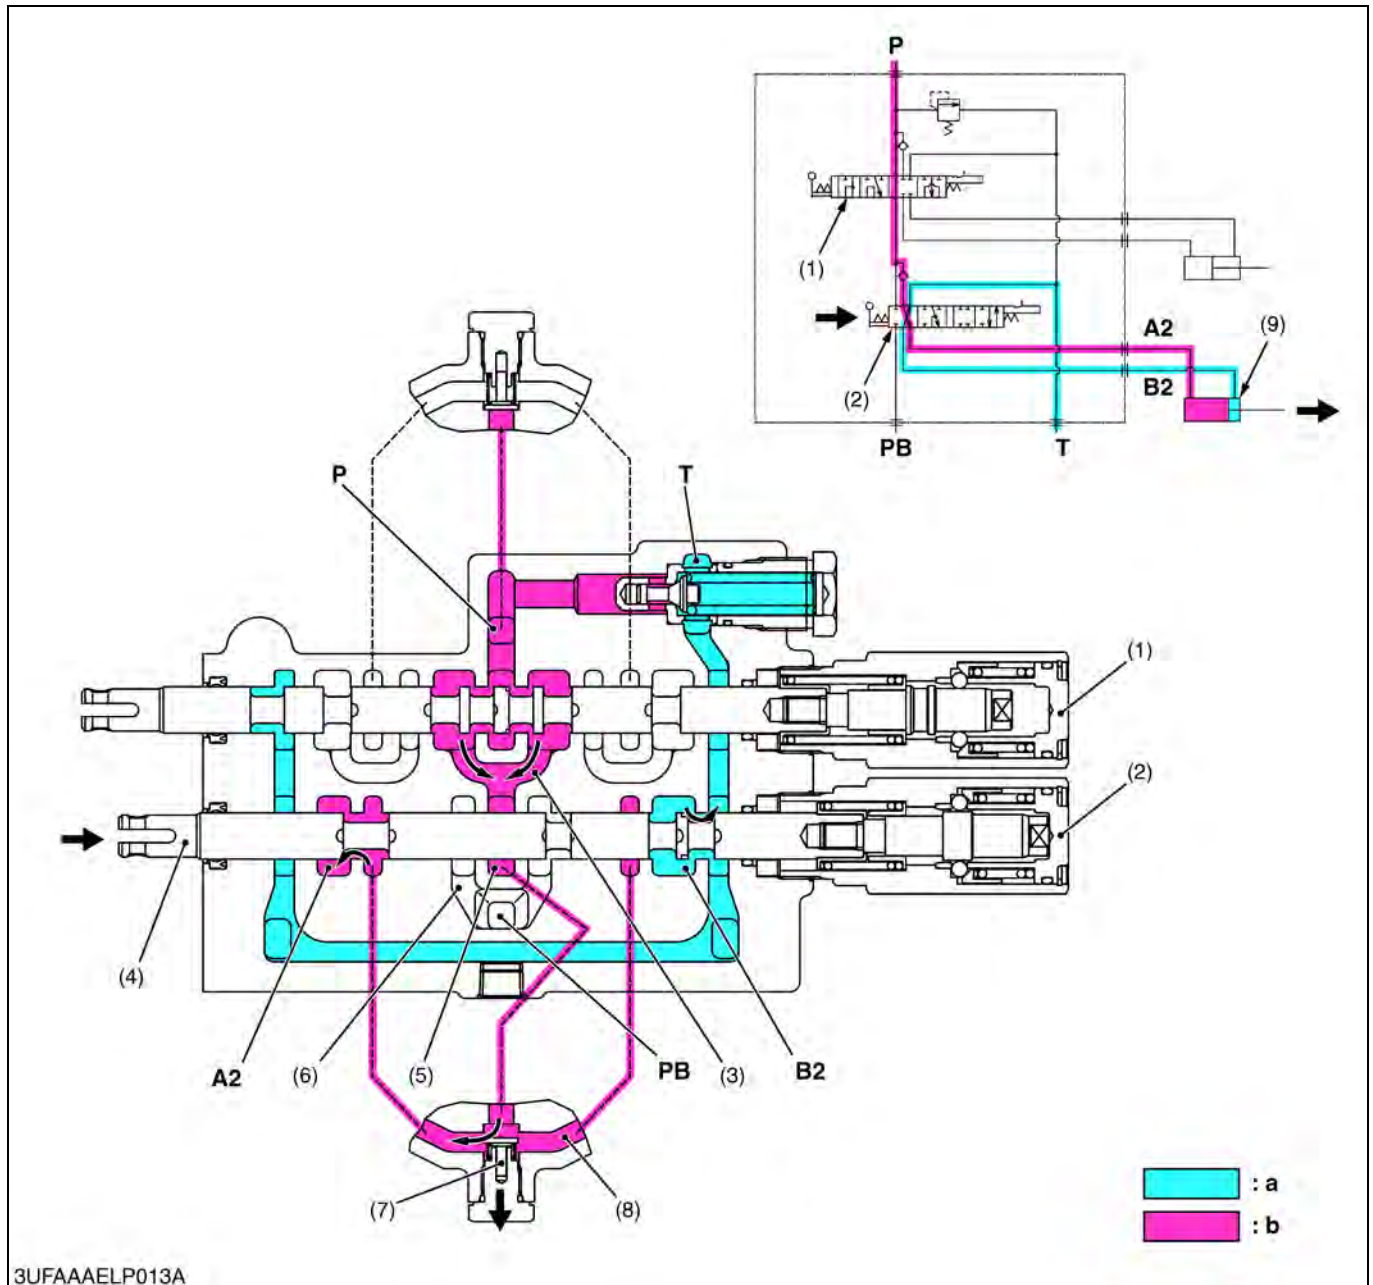 P
(1)
A2
(9)
(2)
B2
PB
T
P
T
(1)
(2)
(4)
A2
(6)
(5)
PB
(3)
B2
(7)
(8)
: a
: b
3UFAAAELP013A